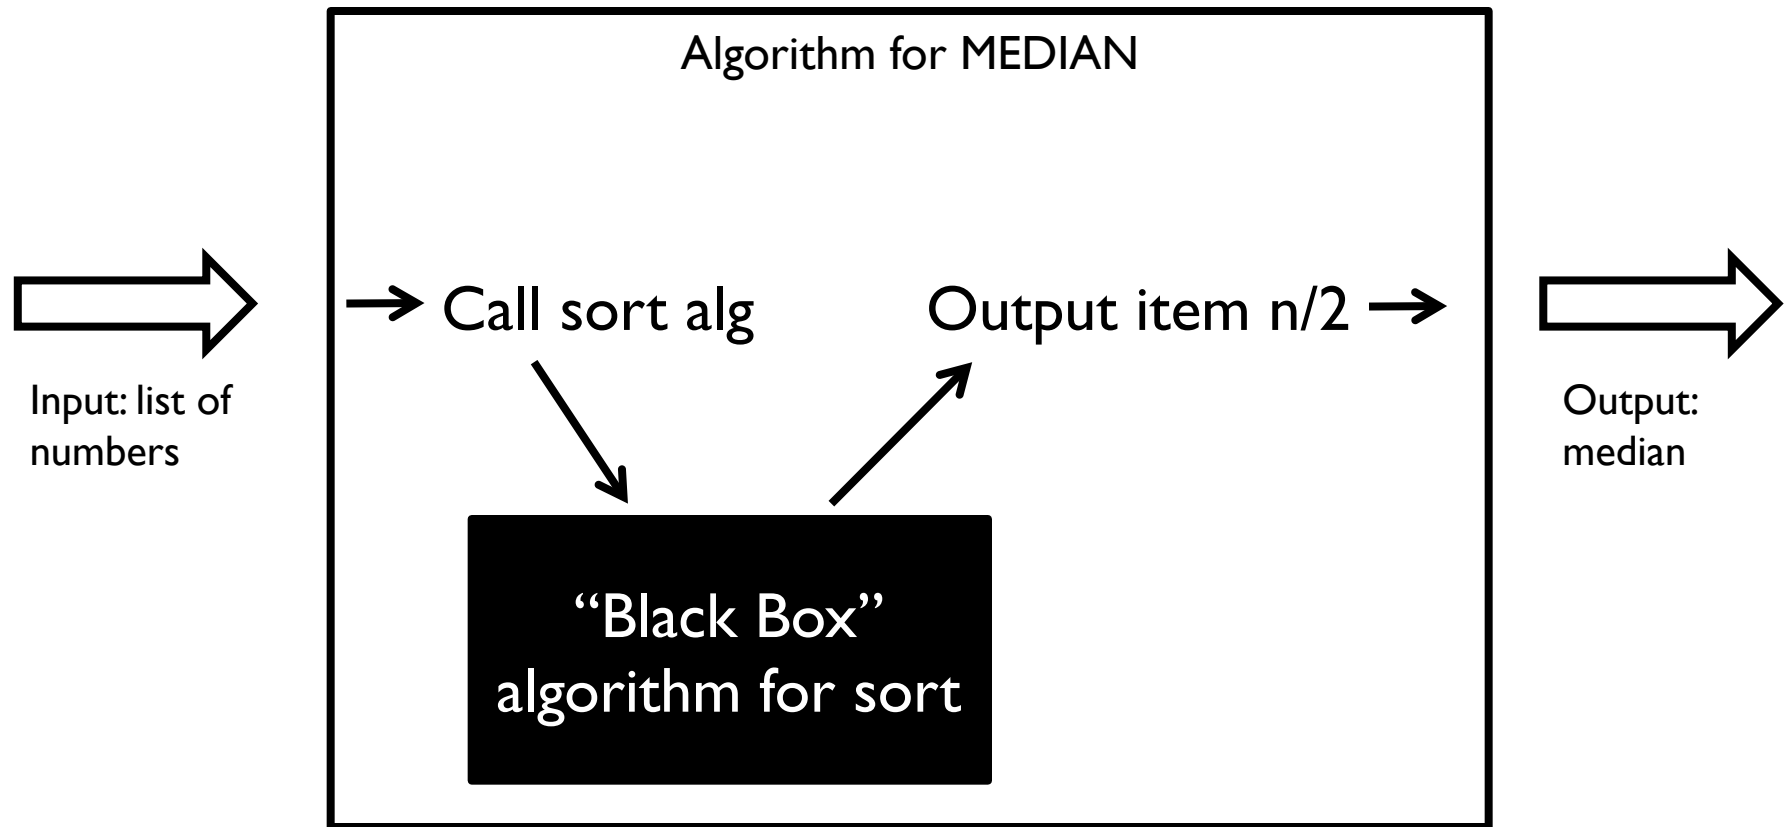 Algorithm for MEDIAN
Call sort alg
Output item n/2
Input: list of
numbers
Output:
median
“Black Box”
algorithm for sort